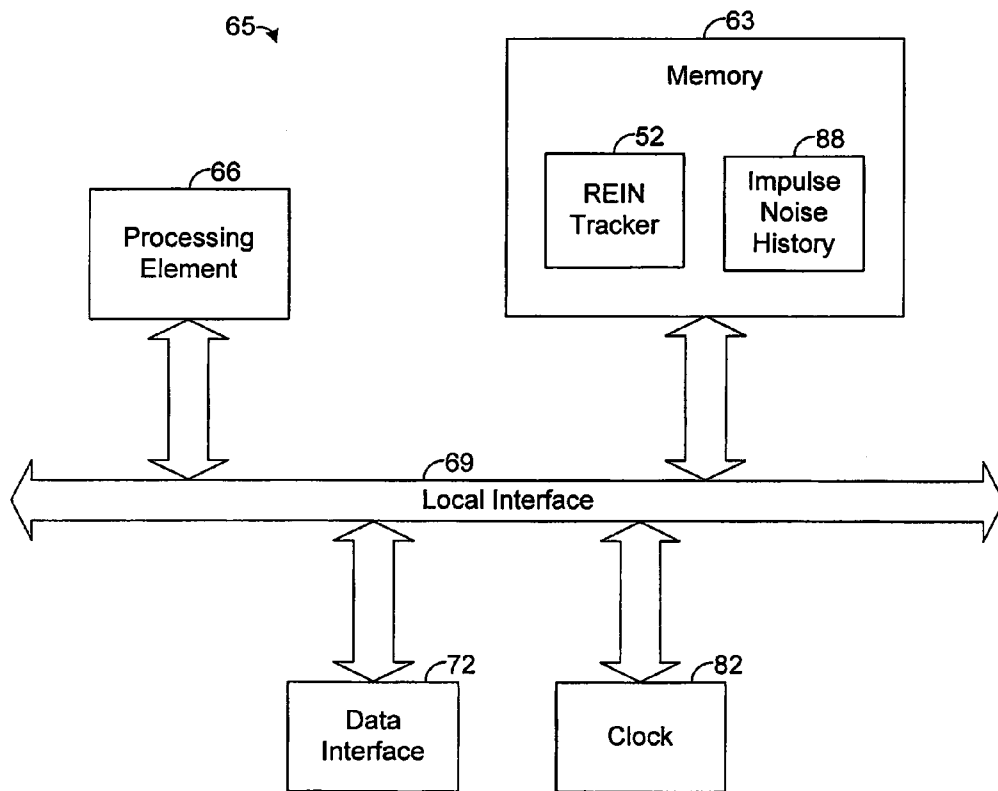 65
63
Memory
52
88
REIN
Tracker
Impulse
Noise
History
66
Processing
Element
69
Local Interface
72
82
Data
Interface
Clock